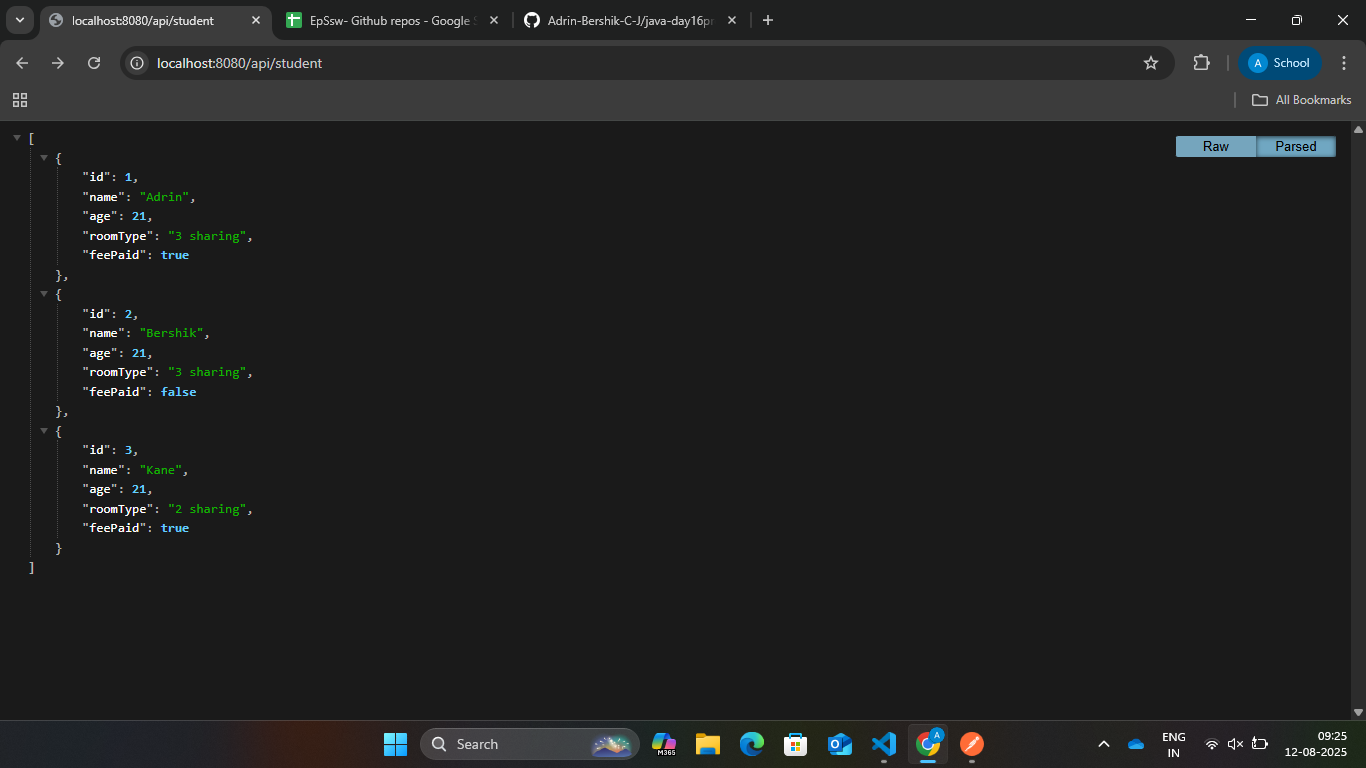 localhost:8080/api/student
EpSsw- Github repos - Google S
Adrin-Bershik-C-J/java-day16pr
localhost:8080/api/student
A School
All Bookmarks
Raw Parsed
[
{
"id": 1,
"name": "Adrin",
"age": 21,
"roomType": "3 sharing",
"feePaid": true
},
{
"id": 2,
"name": "Bershik",
"age": 21,
"roomType": "3 sharing",
"feePaid": false
},
{
"id": 3,
"name": "Kane",
"age": 21,
"roomType": "2 sharing",
"feePaid": true
}
]
Search
M365
A
ENG
IN
09:25
12-08-2025